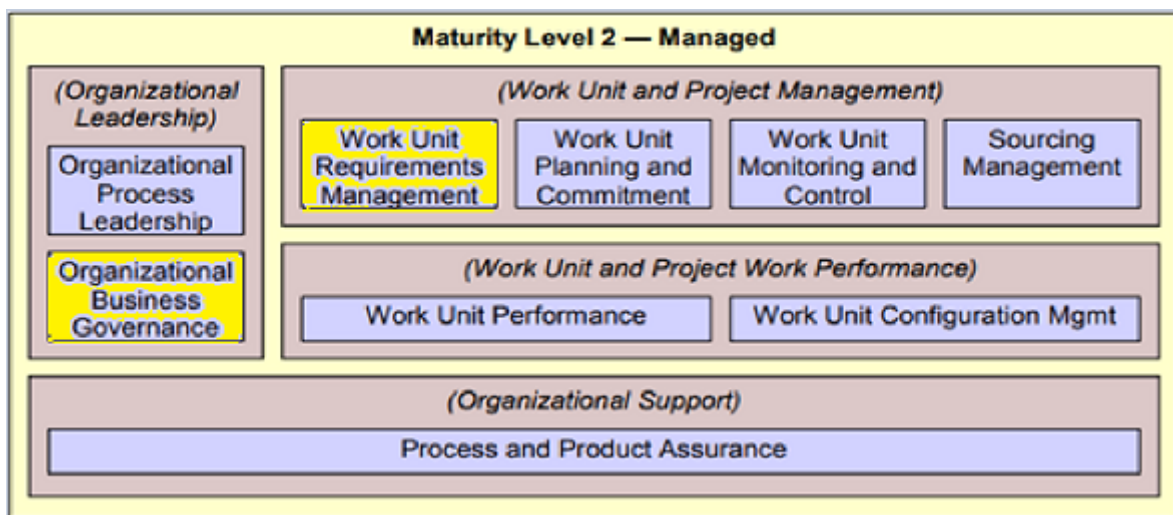 Maturity Level 2 — Managed
(Organizational
Leadership)
Organizational
Process
Leadership
Organizational
Business
Governance
(Work Unit and Project Management)
Work Unit
Requirements
Management
Work Unit
Planning and
Commitment
Work Unit
Monitoring and
Control
Sourcing
Management
(Work Unit and Project Work Performance)
Work Unit Performance
Work Unit Configuration Mgmt
(Organizational Support)
Process and Product Assurance